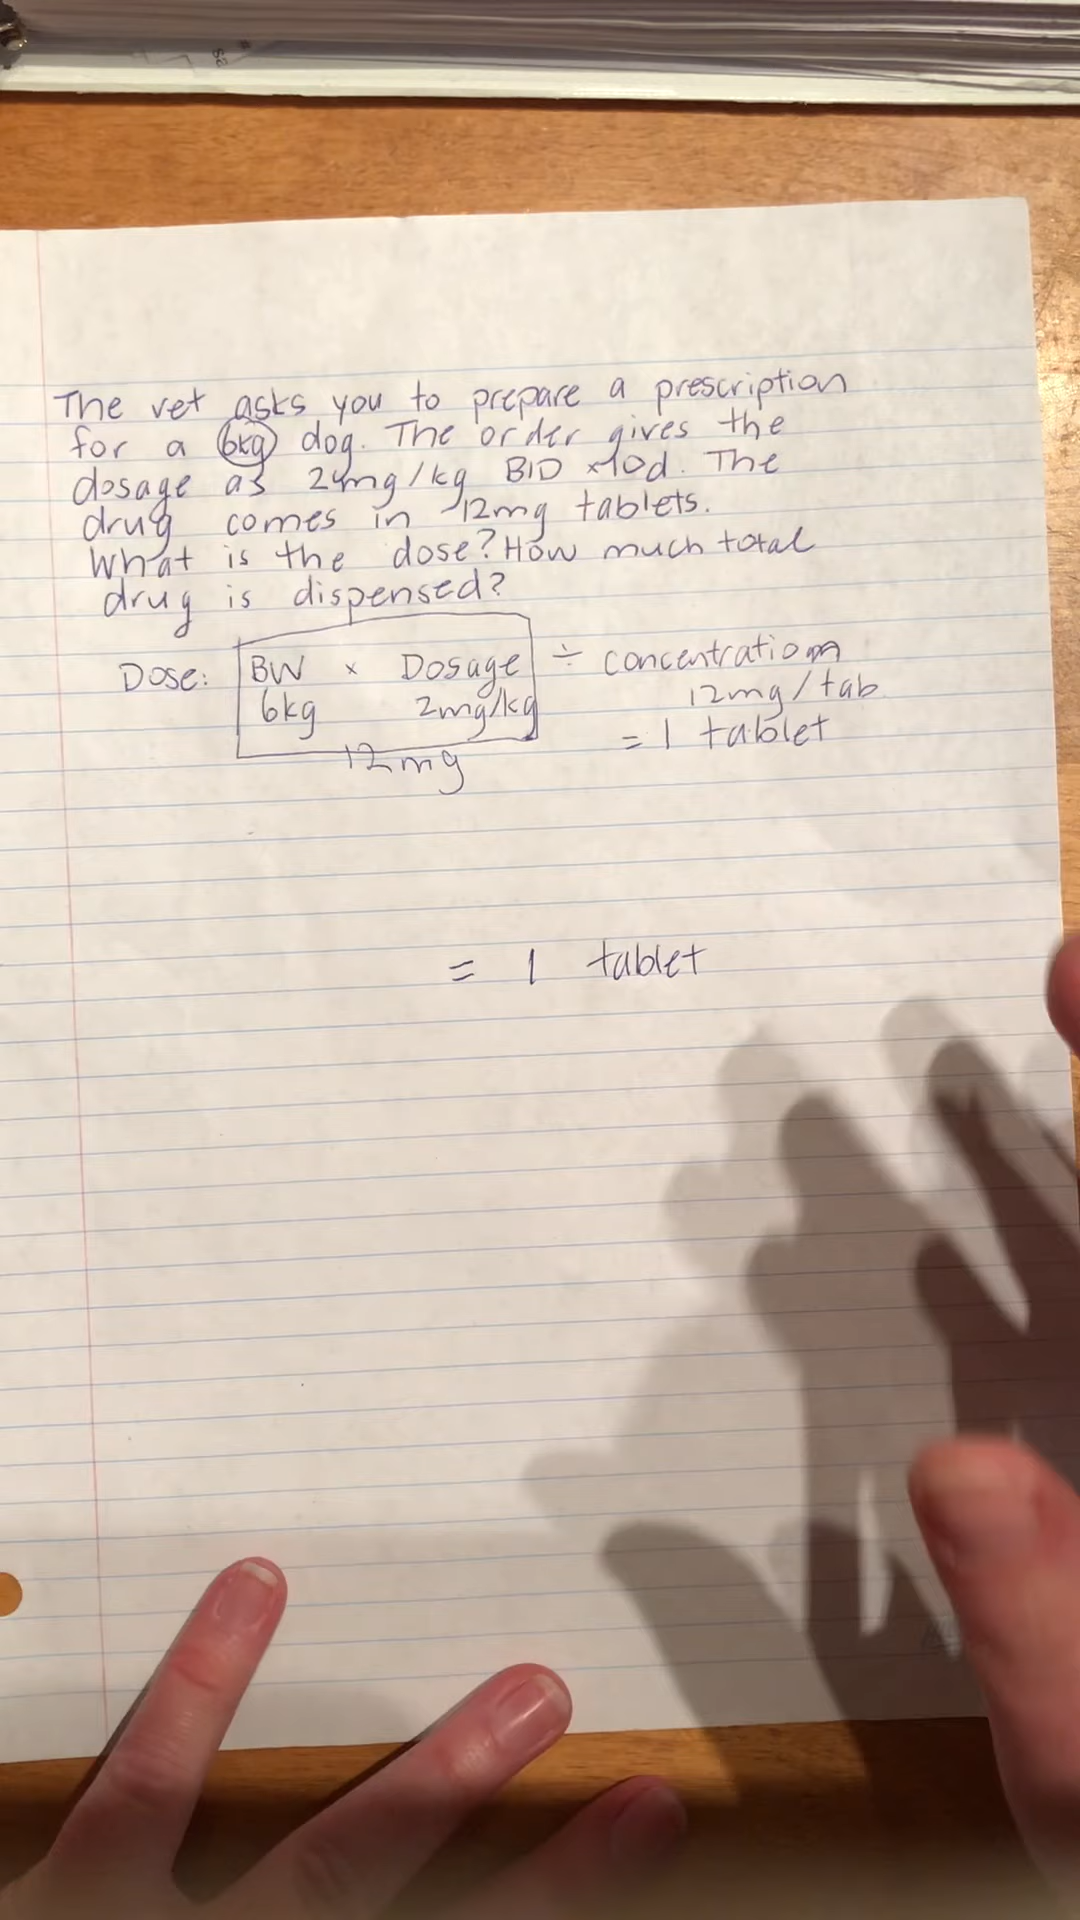 The vet asks you to prepare a prescription
for a 6kg dog. The order gives the
dosage as 2mg/kg BID x10d. The
drug comes in 12mg tablets.
What is the dose? How much total
drug is dispensed?
Dose: BW x Dosage ÷ concentration
6kg 2mg/kg 12mg/tab
= 1 tablet
12mg
= 1 tablet